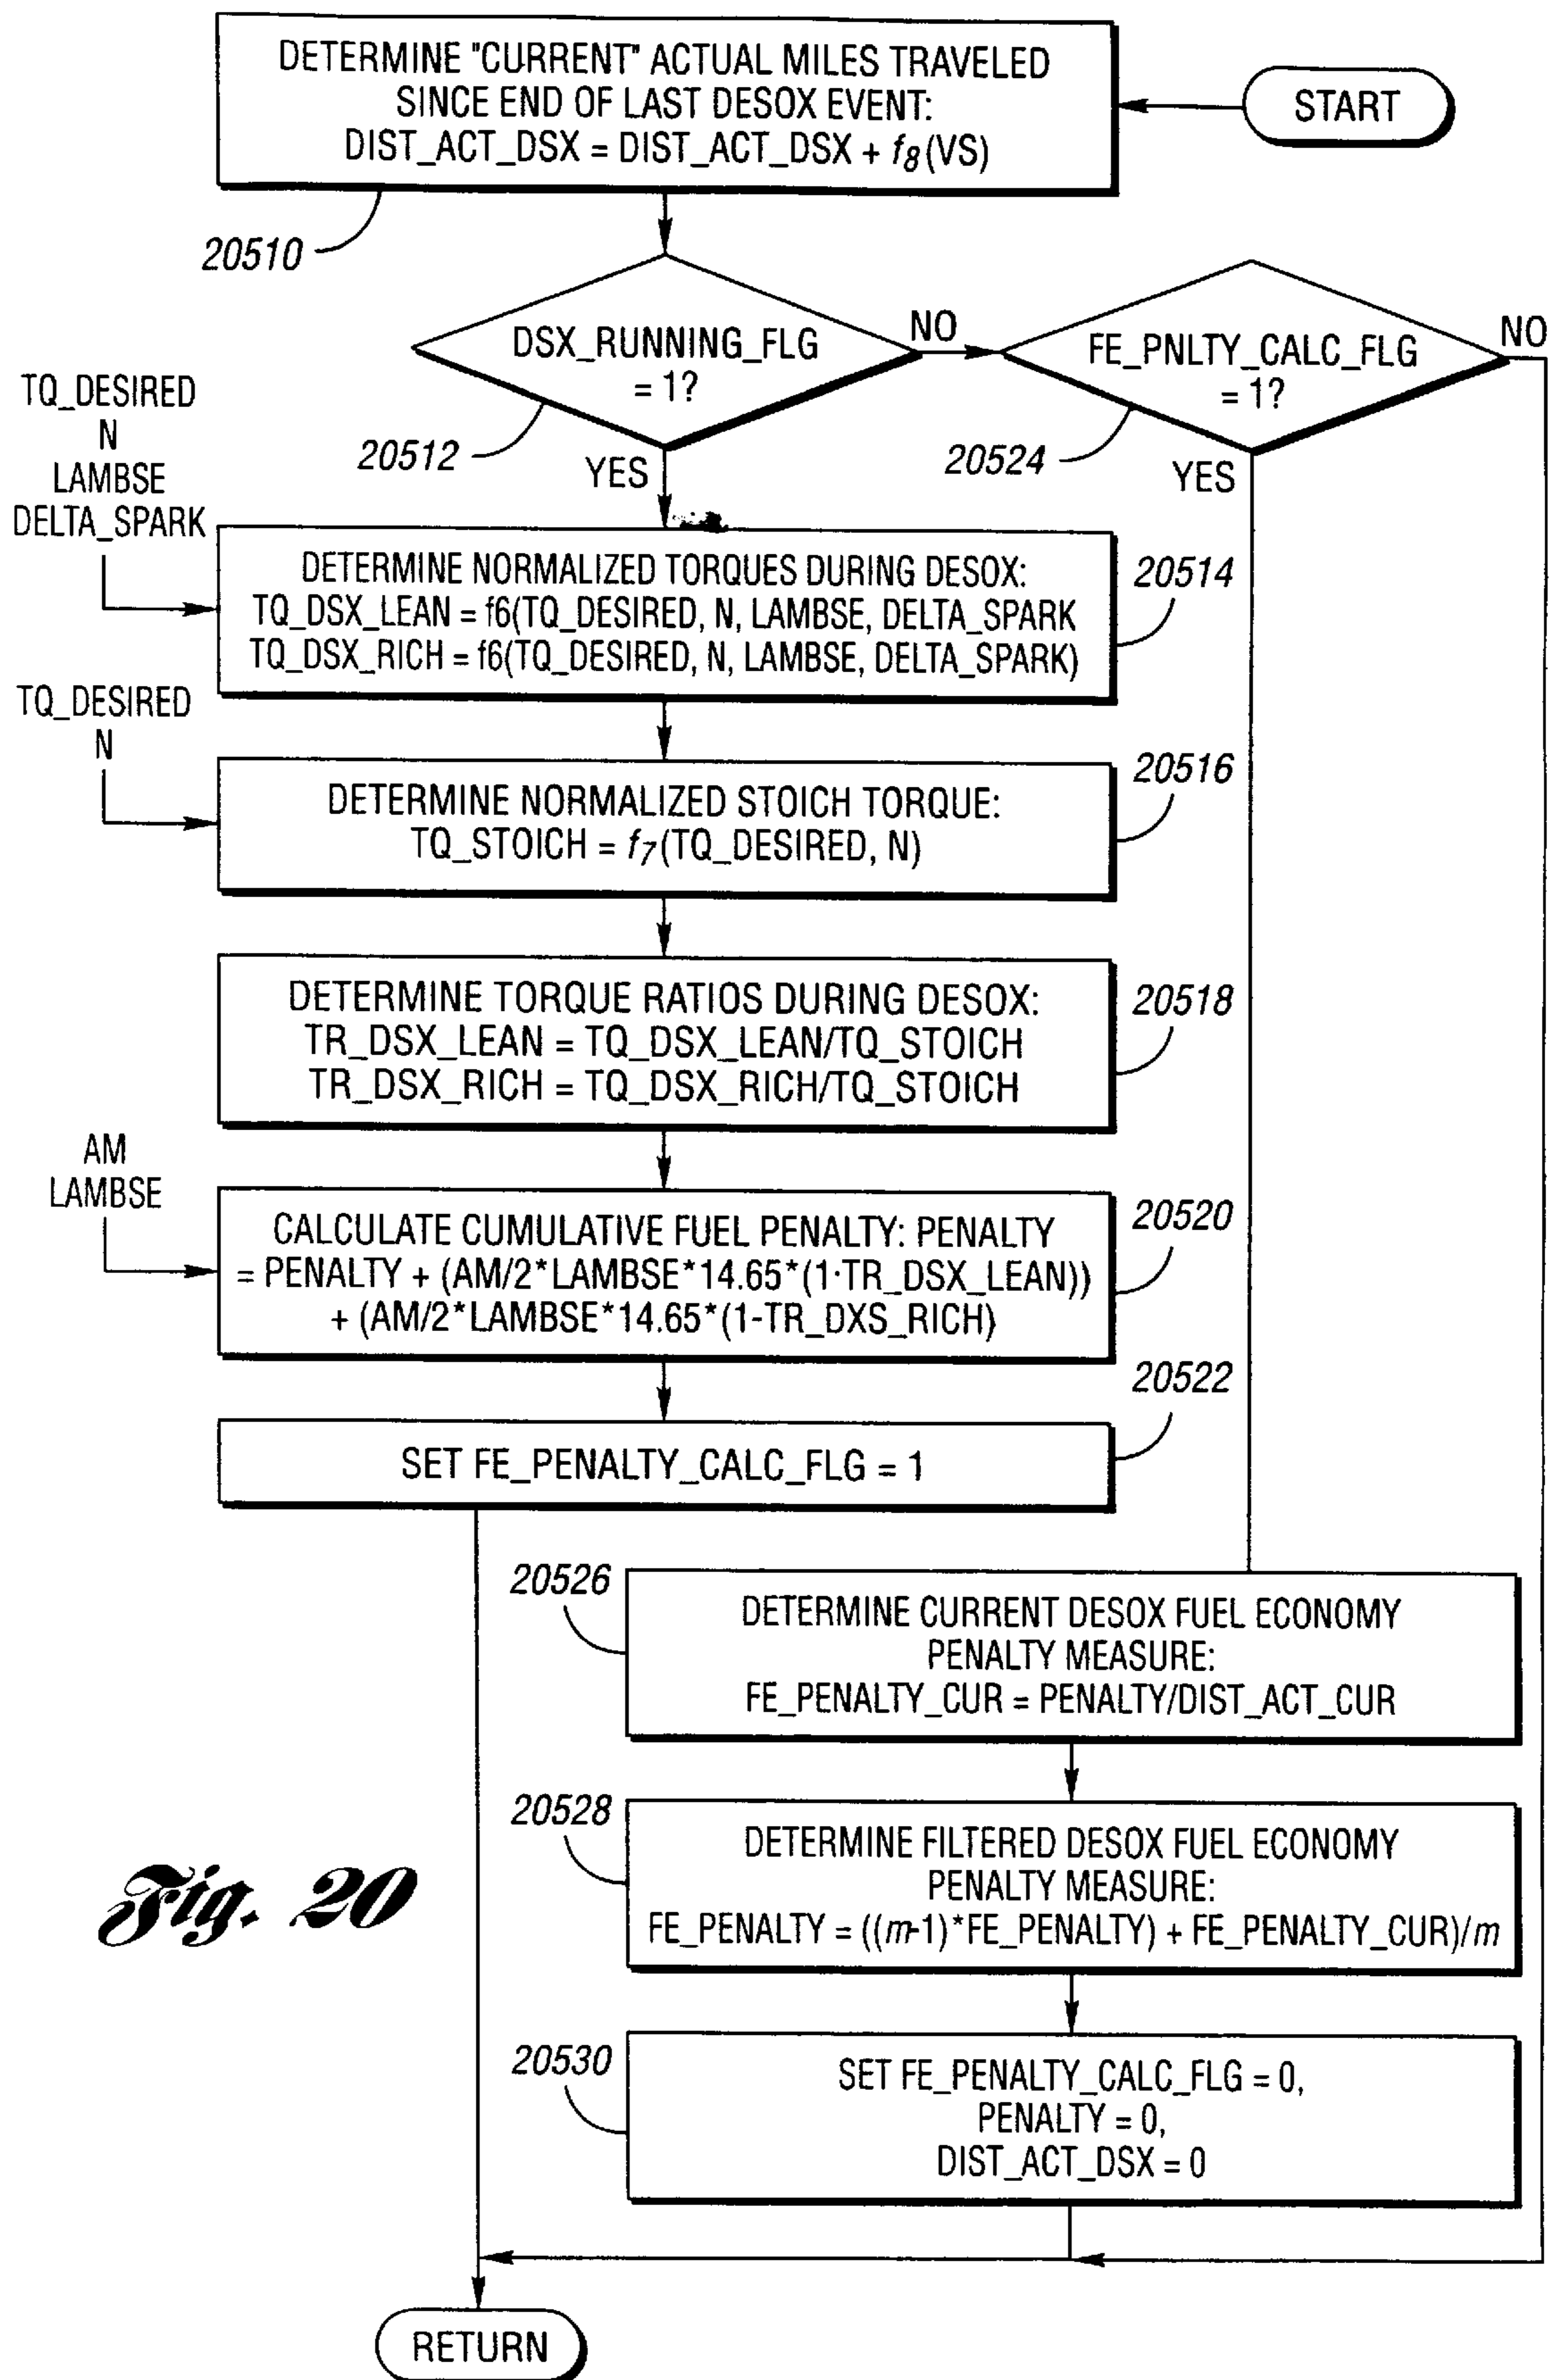 DETERMINE "CURRENT" ACTUAL MILES TRAVELED
SINCE END OF LAST DESOX EVENT:
DIST_ACT_DSX = DIST_ACT_DSX + f8(VS)
START
20510
DSX_RUNNING_FLG
= 1?
NO
FE_PNLTY_CALC_FLG
= 1?
NO
20512
YES
20524
YES
TQ_DESIRED
N
LAMBSE
DELTA_SPARK
DETERMINE NORMALIZED TORQUES DURING DESOX:
TQ_DSX_LEAN = f6(TQ_DESIRED, N, LAMBSE, DELTA_SPARK
TQ_DSX_RICH = f6(TQ_DESIRED, N, LAMBSE, DELTA_SPARK)
20514
TQ_DESIRED
N
DETERMINE NORMALIZED STOICH TORQUE:
TQ_STOICH = f7(TQ_DESIRED, N)
20516
DETERMINE TORQUE RATIOS DURING DESOX:
TR_DSX_LEAN = TQ_DSX_LEAN/TQ_STOICH
TR_DSX_RICH = TQ_DSX_RICH/TQ_STOICH
20518
AM
LAMBSE
CALCULATE CUMULATIVE FUEL PENALTY: PENALTY
= PENALTY + (AM/2*LAMBSE*14.65*(1·TR_DSX_LEAN))
+ (AM/2*LAMBSE*14.65*(1-TR_DXS_RICH)
20520
SET FE_PENALTY_CALC_FLG = 1
20522
20526
DETERMINE CURRENT DESOX FUEL ECONOMY
PENALTY MEASURE:
FE_PENALTY_CUR = PENALTY/DIST_ACT_CUR
20528
DETERMINE FILTERED DESOX FUEL ECONOMY
PENALTY MEASURE:
FE_PENALTY = ((m-1)*FE_PENALTY) + FE_PENALTY_CUR)/m
Fig. 20
20530
SET FE_PENALTY_CALC_FLG = 0,
PENALTY = 0,
DIST_ACT_DSX = 0
RETURN